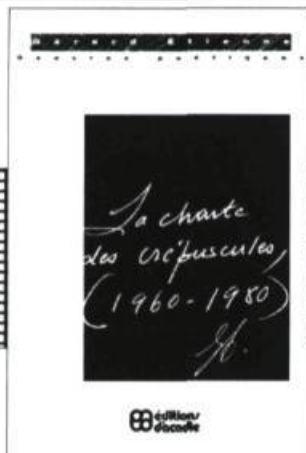 Gérard Étienne
Oeuvres poétiques
La charte
des crépuscules
(1960-1980)
éditions
d'acadie